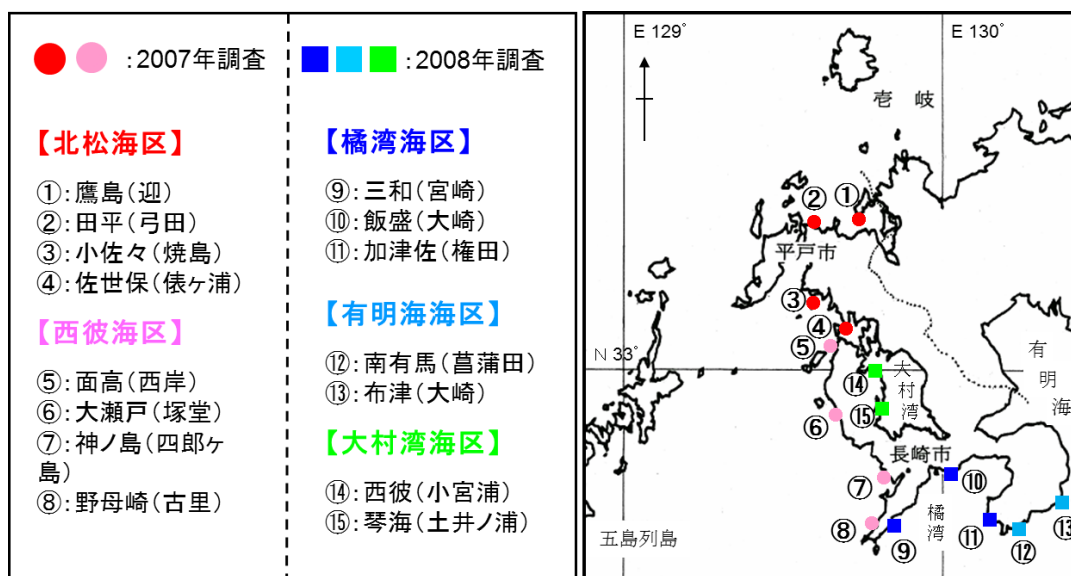 :2007年調査
【北松海区】
①:鷹島(迎)
②:田平(弓田)
③:小佐々(焼島)
④:佐世保(俵ヶ浦)
【西彼海区】
⑤:面高(西岸)
⑥:大瀬戸(塚堂)
⑦:神ノ島(四郎ヶ
島)
⑧:野母崎(古里)
:2008年調査
【橘湾海区】
⑨:三和(宮崎)
⑩:飯盛(大崎)
⑪:加津佐(権田)
【有明海海区】
⑫:南有馬(菖蒲田)
⑬:布津(大崎)
【大村湾海区】
⑭:西彼(小宮浦)
⑮:琴海(土井ノ浦)
E 129°
E 130°
壱岐
①
②
平戸市
③
④
⑤
N 33°
有明海
大村湾
⑭
⑮
⑥
長崎市
⑦
⑩
橘湾
⑧
⑨
⑪
⑫
⑬
五島列島